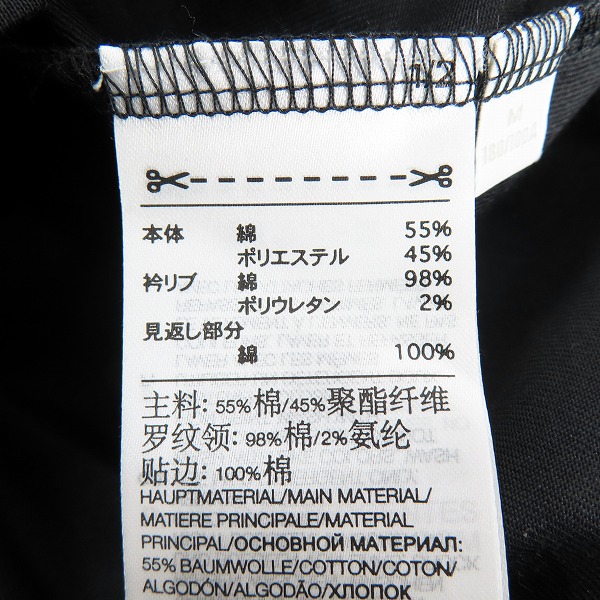 1/2
本体 綿 55%
ポリエステル 45%
衿リブ 綿 98%
ポリウレタン 2%
見返し部分
綿 100%
主料: 55%棉/45%聚酯纤维
罗纹领: 98%棉/2%氨纶
贴边: 100%棉
HAUPTMATERIAL/MAIN MATERIAL/
MATIERE PRINCIPALE/MATERIAL
PRINCIPAL/ОСНОВНОЙ МАТЕРИАЛ:
55% BAUMWOLLE/COTTON/COTON/
ALGODÓN/ALGODÃO/ХЛОПОК
M